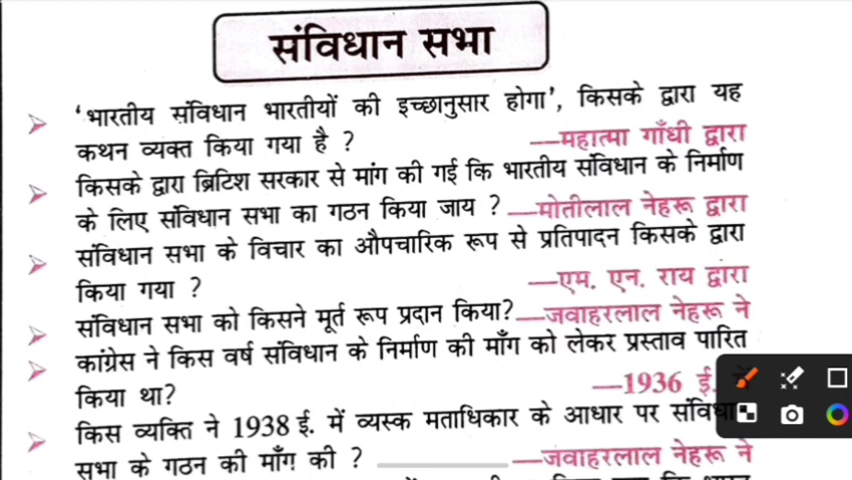 संविधान सभा
'भारतीय संविधान भारतीयों की इच्छानुसार होगा', किसके द्वारा यह
कथन व्यक्त किया गया है ? —महात्मा गाँधी द्वारा
किसके द्वारा ब्रिटिश सरकार से मांग की गई कि भारतीय संविधान के निर्माण
के लिए संविधान सभा का गठन किया जाय ? —मोतीलाल नेहरू द्वारा
संविधान सभा के विचार का औपचारिक रूप से प्रतिपादन किसके द्वारा
किया गया ? —एम. एन. राय द्वारा
संविधान सभा को किसने मूर्त रूप प्रदान किया? —जवाहरलाल नेहरू ने
कांग्रेस ने किस वर्ष संविधान के निर्माण की माँग को लेकर प्रस्ताव पारित
किया था? —1936 ई.
किस व्यक्ति ने 1938 ई. में व्यस्क मताधिकार के आधार पर
सभा के गठन की माँग की ? —जवाहरलाल नेहरू ने